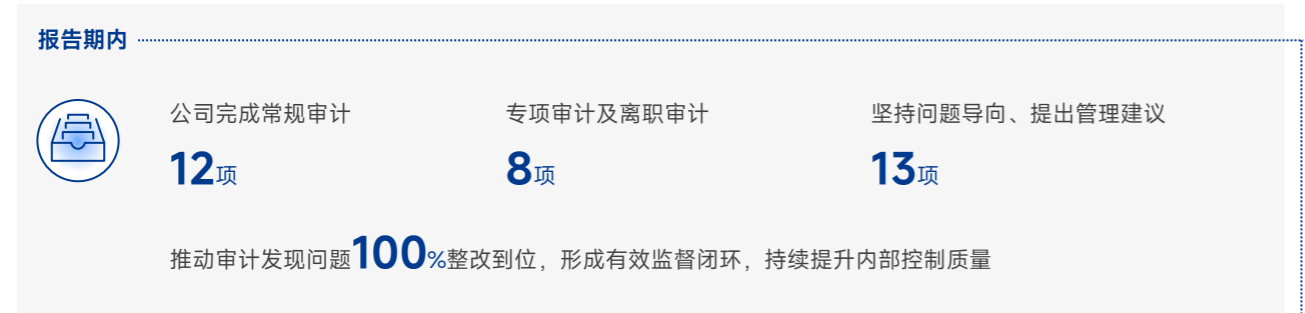 报告期内
公司完成常规审计
12项
专项审计及离职审计
8项
坚持问题导向、提出管理建议
13项
推动审计发现问题100%整改到位，形成有效监督闭环，持续提升内部控制质量